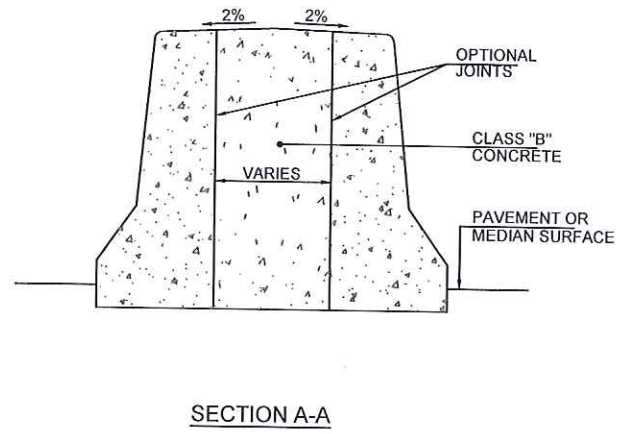 2% 2%
OPTIONAL
JOINTS
CLASS "B"
CONCRETE
VARIES
PAVEMENT OR
MEDIAN SURFACE
SECTION A-A